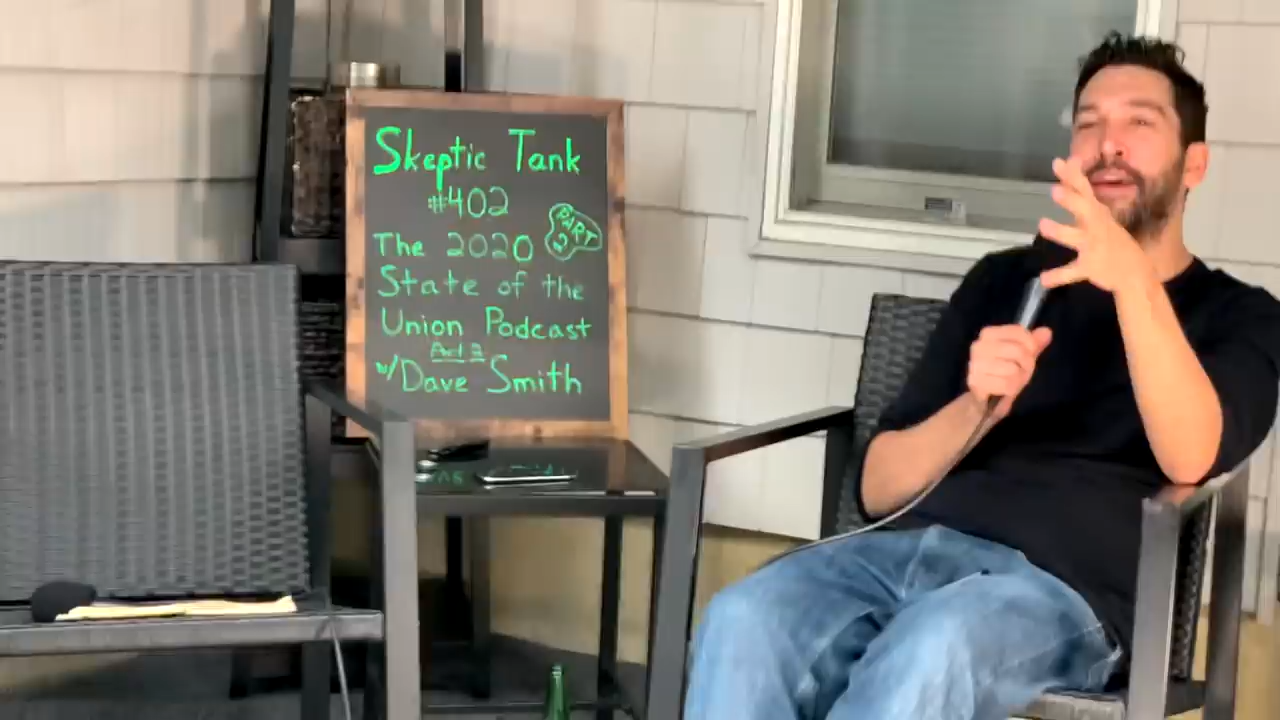 Skeptic Tank
#402
The 2020
PART
2
State of the
Union Podcast
Part 2
w/Dave Smith